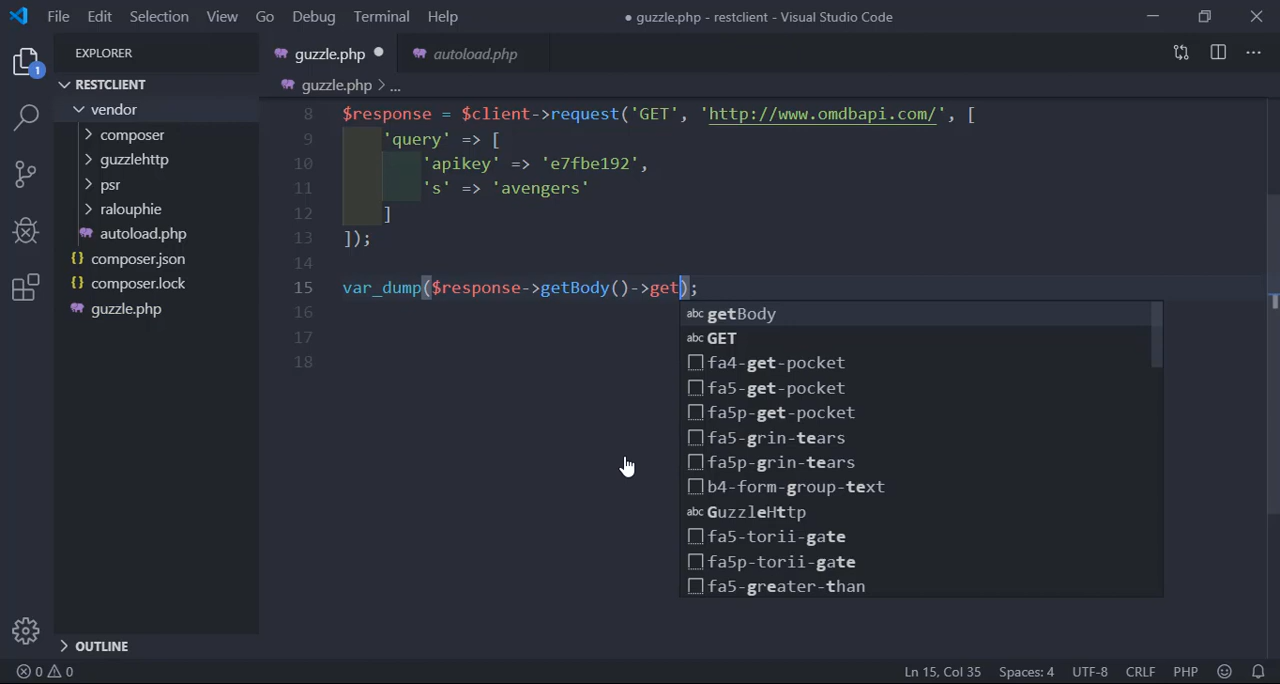 File Edit Selection View Go Debug Terminal Help ● guzzle.php - restclient - Visual Studio Code
EXPLORER
guzzle.php
autoload.php
RESTCLIENT
guzzle.php > ...
vendor
composer
guzzlehttp
psr
ralouphie
autoload.php
composer.json
composer.lock
guzzle.php
OUTLINE
1
8 $response = $client->request('GET', 'http://www.omdbapi.com/', [
9 'query' => [
10 'apikey' => 'e7fbe192',
11 's' => 'avengers'
12 ]
13 ]);
14
15 var_dump($response->getBody()->get);
16
17
18
abc getBody
abc GET
fa4-get-pocket
fa5-get-pocket
fa5p-get-pocket
fa5-grin-tears
fa5p-grin-tears
b4-form-group-text
abc GuzzleHttp
fa5-torii-gate
fa5p-torii-gate
fa5-greater-than
0 0 Ln 15, Col 35 Spaces: 4 UTF-8 CRLF PHP